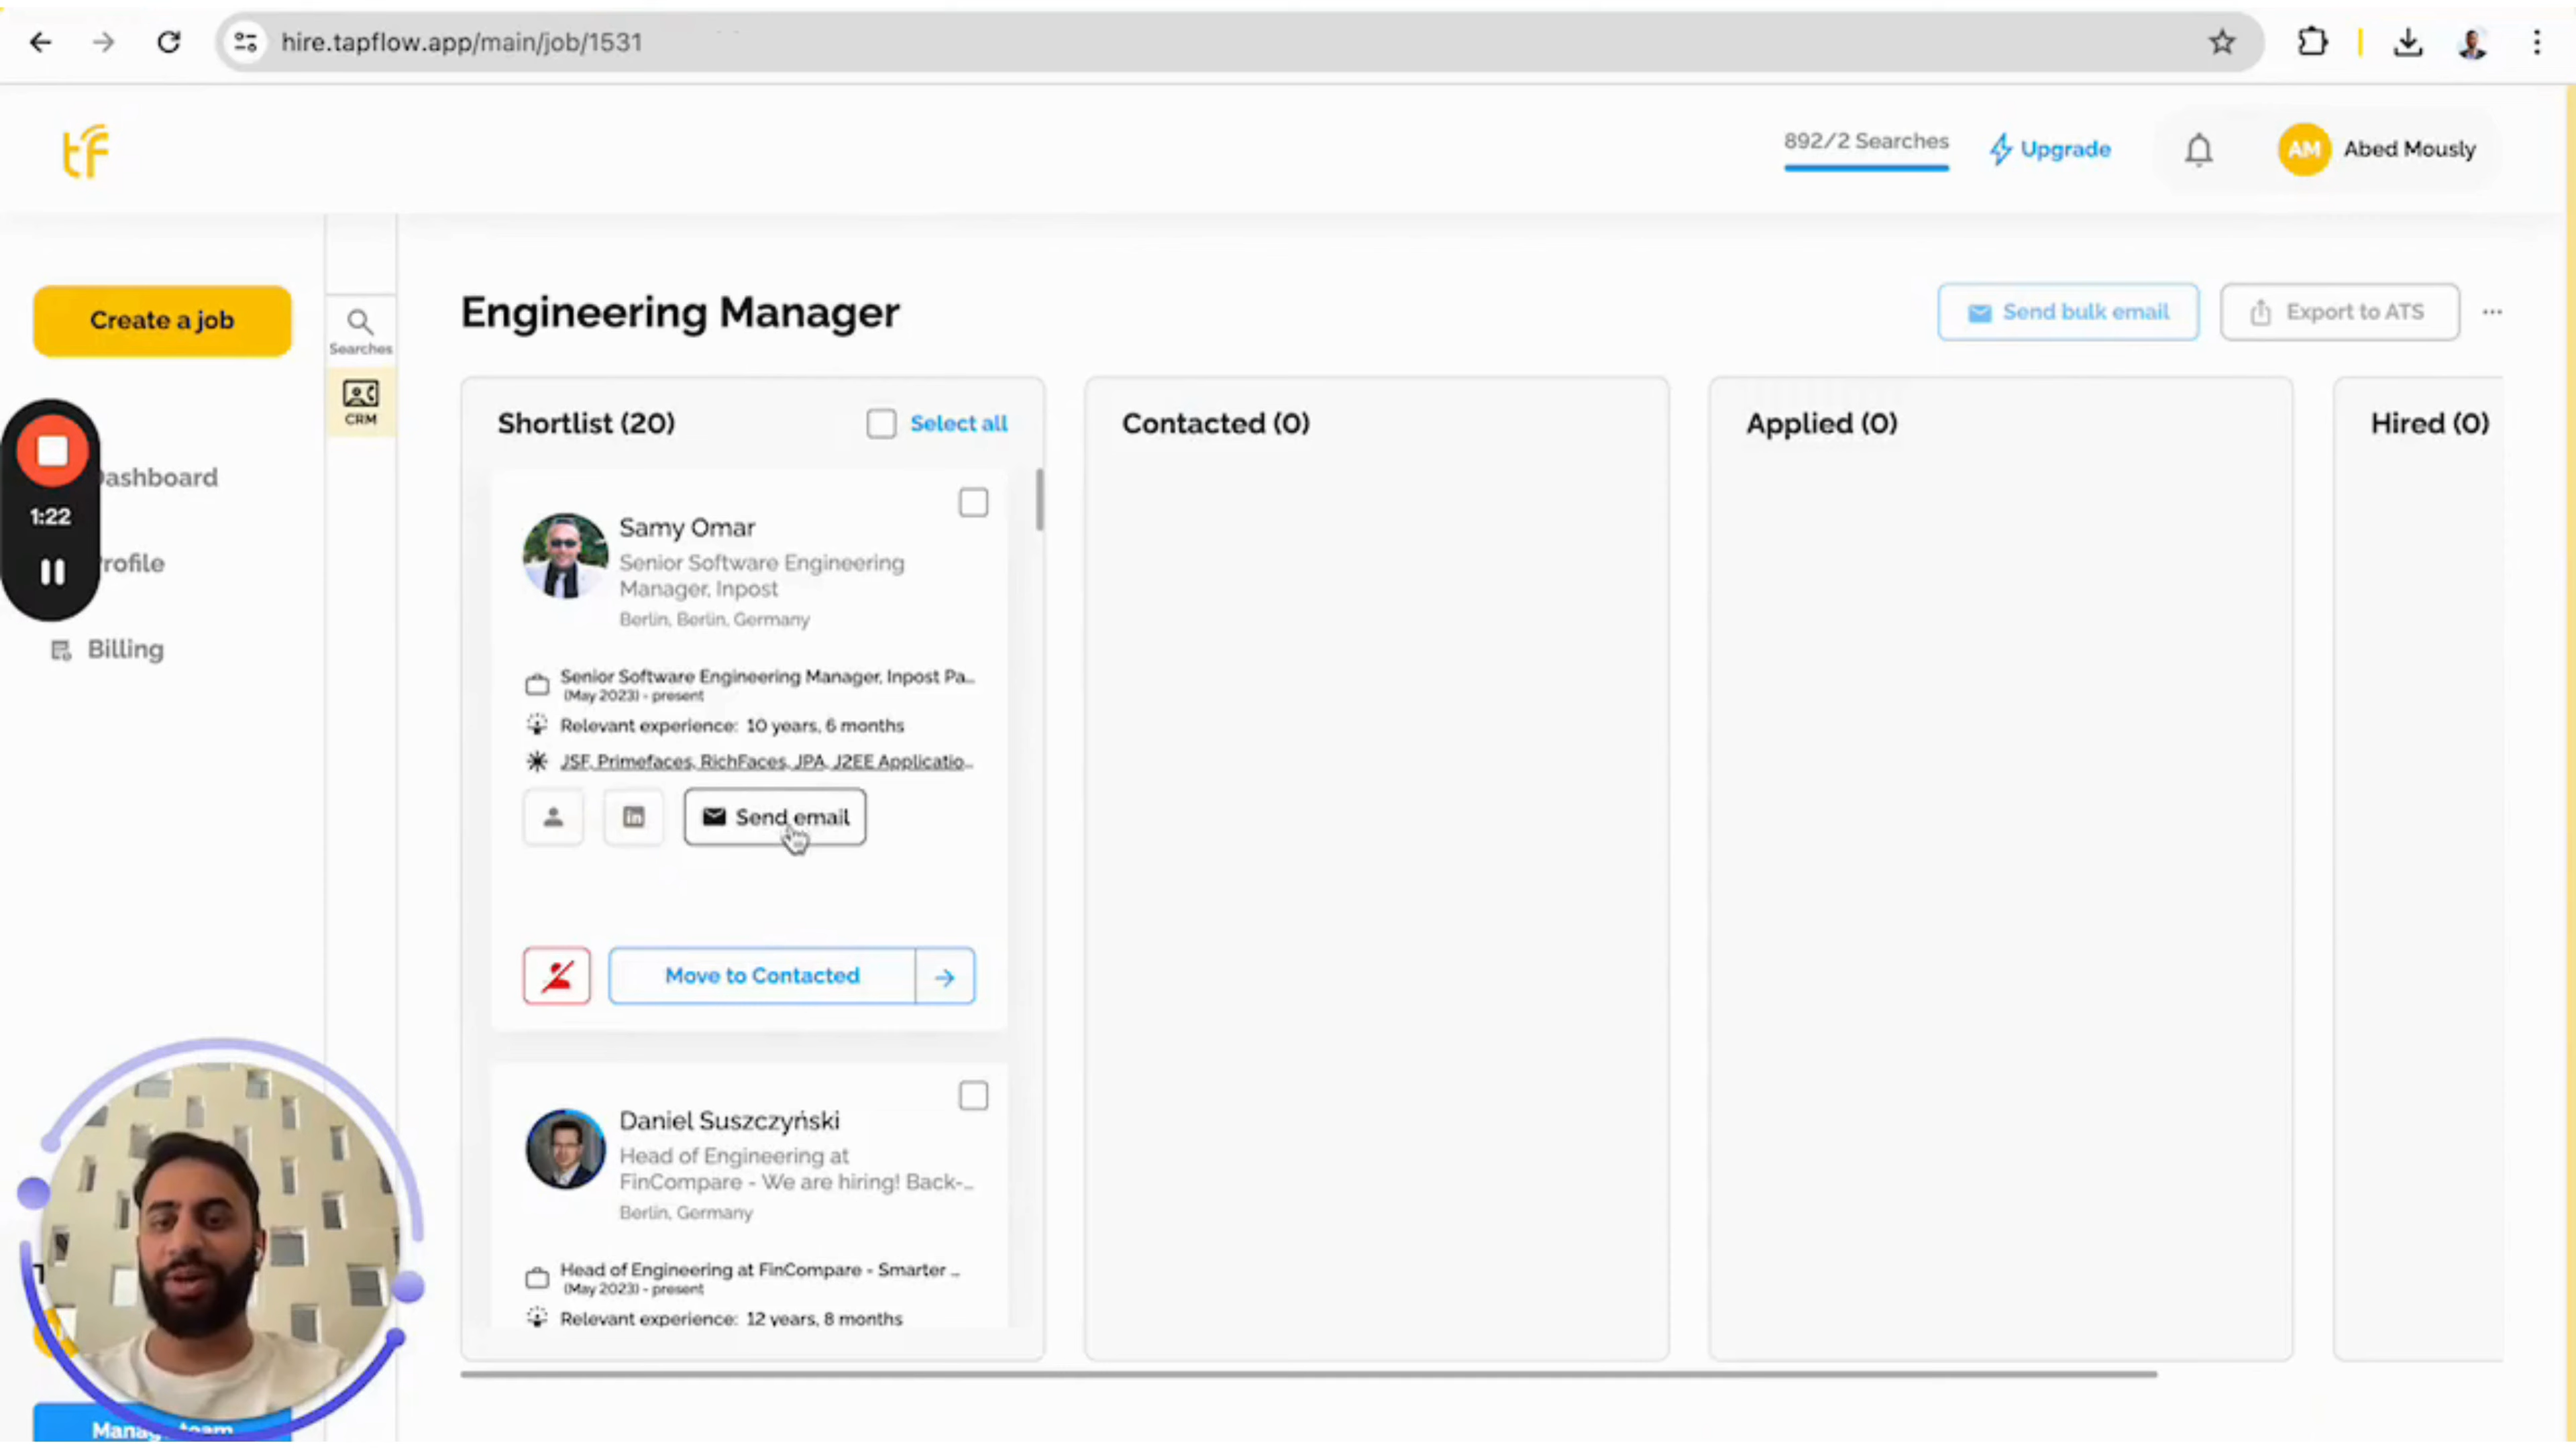 hire.tapflow.app/main/job/1531
tf
892/2 Searches
Upgrade
AM
Abed Mously
Create a job
Searches
CRM
Engineering Manager
Send bulk email
Export to ATS
1:22
ashboard
rofile
Billing
Shortlist (20)
Select all
Contacted (0)
Applied (0)
Hired (0)
Samy Omar
Senior Software Engineering
Manager, Inpost
Berlin, Berlin, Germany
Senior Software Engineering Manager, Inpost Pa...
(May 2023) - present
Relevant experience: 10 years, 6 months
JSF, Primefaces, RichFaces, JPA, J2EE Applicatio...
in
Send email
Move to Contacted
Daniel Suszczyński
Head of Engineering at
FinCompare - We are hiring! Back-...
Berlin, Germany
Head of Engineering at FinCompare - Smarter ...
(May 2023) - present
Relevant experience: 12 years, 8 months